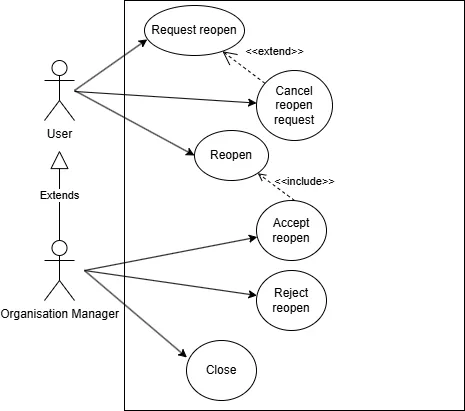 Request reopen
<<extend>>
Cancel
reopen
request
User
Reopen
<<include>>
Extends
Accept
reopen
Organisation Manager
Reject
reopen
Close